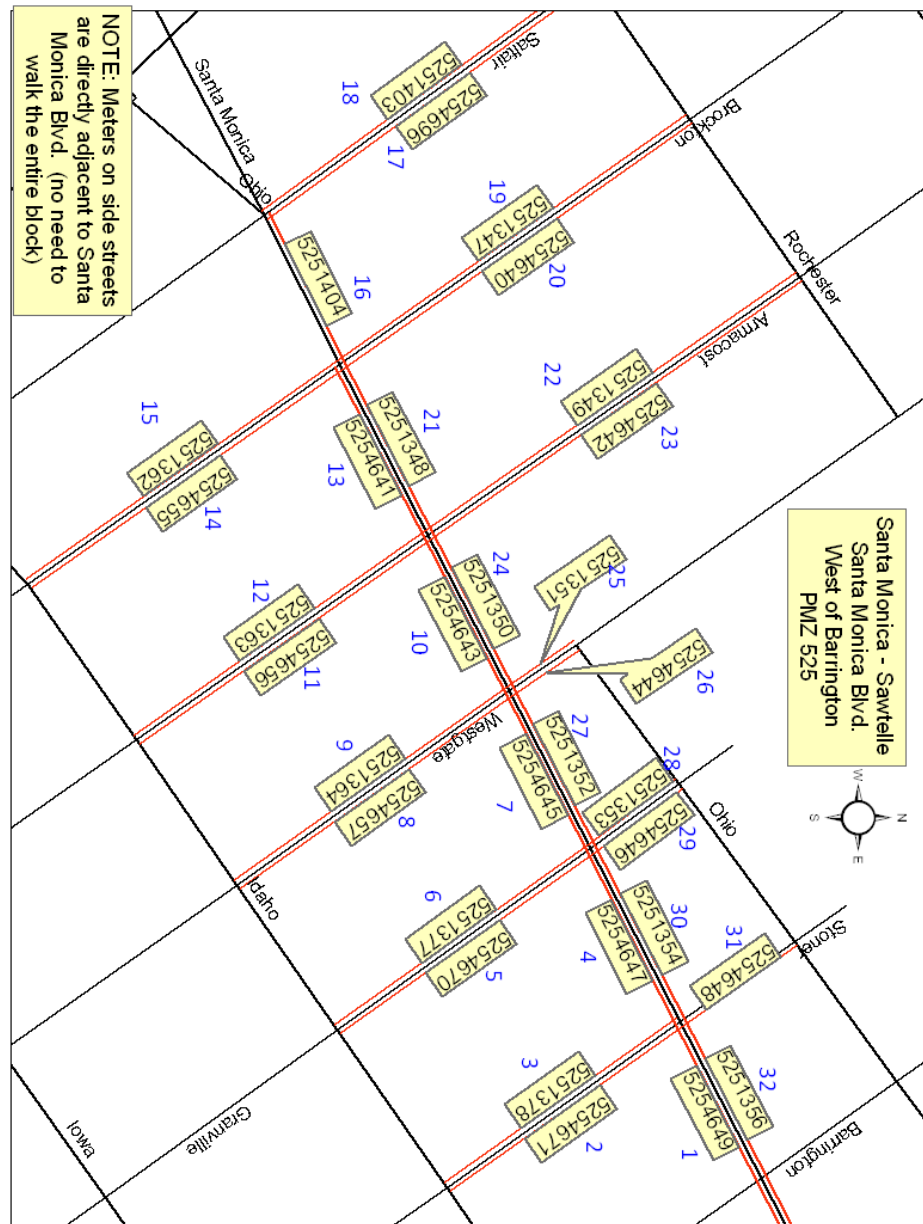 Santa Monica - Sawtelle
Santa Monica Blvd.
West of Barrington
PMZ 525
N
W
E
S
NOTE: Meters on side streets
are directly adjacent to Santa
Monica Blvd. (no need to
walk the entire block)
Saltair
Brockton
Rochester
Armacost
Santa Monica
Ohio
Westgate
Ohio
Stoner
Barrington
Idaho
Granville
Iowa
5254649
1
5254671
2
5251378
3
5254647
4
5254670
5
5251377
6
5254645
7
5254657
8
5251364
9
5254643
10
5254656
11
5251363
12
5254641
13
5254655
14
5251362
15
5251404
16
5254696
17
5251403
18
5251347
19
5254640
20
5251348
21
5251349
22
5254642
23
5251350
24
5251351
25
5254644
26
5251352
27
5251353
28
5254646
29
5251354
30
5254648
31
5251356
32